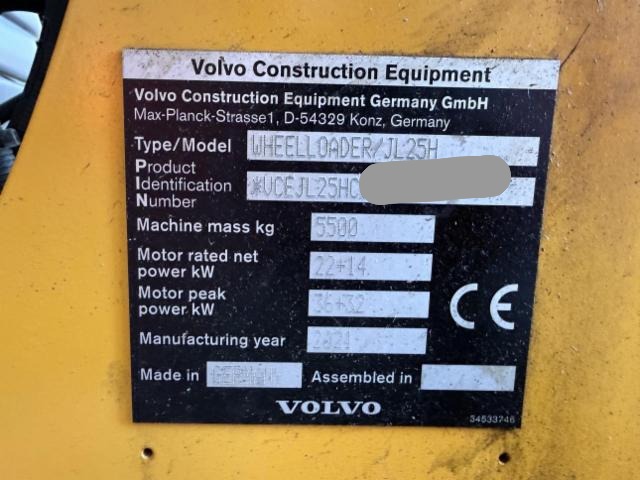 Volvo Construction Equipment
Volvo Construction Equipment Germany GmbH
Max-Planck-Strasse1, D-54329 Konz, Germany
Type/Model WHEELLOADER/JL25H
Product
Identification *VCEJL25HC
Number
Machine mass kg 5500
Motor rated net
power kW 22+14
Motor peak
power kW 36+32
Manufacturing year 2021
Made in GERMANY Assembled in
CE
VOLVO
34533746